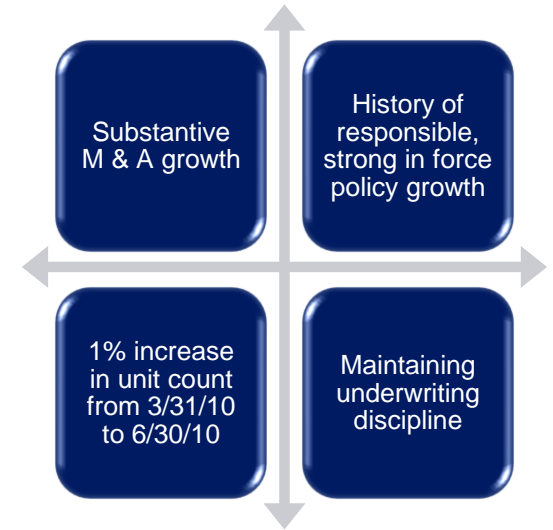 Substantive
M & A growth
History of
responsible,
strong in force
policy growth
1% increase
in unit count
from 3/31/10
to 6/30/10
Maintaining
underwriting
discipline